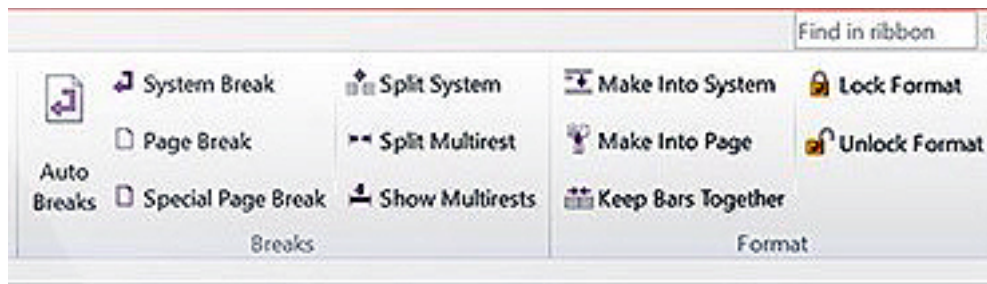 Find in ribbon
Auto
Breaks
System Break
Page Break
Special Page Break
Split System
Split Multirest
Show Multirests
Breaks
Make Into System
Make Into Page
Keep Bars Together
Lock Format
Unlock Format
Format